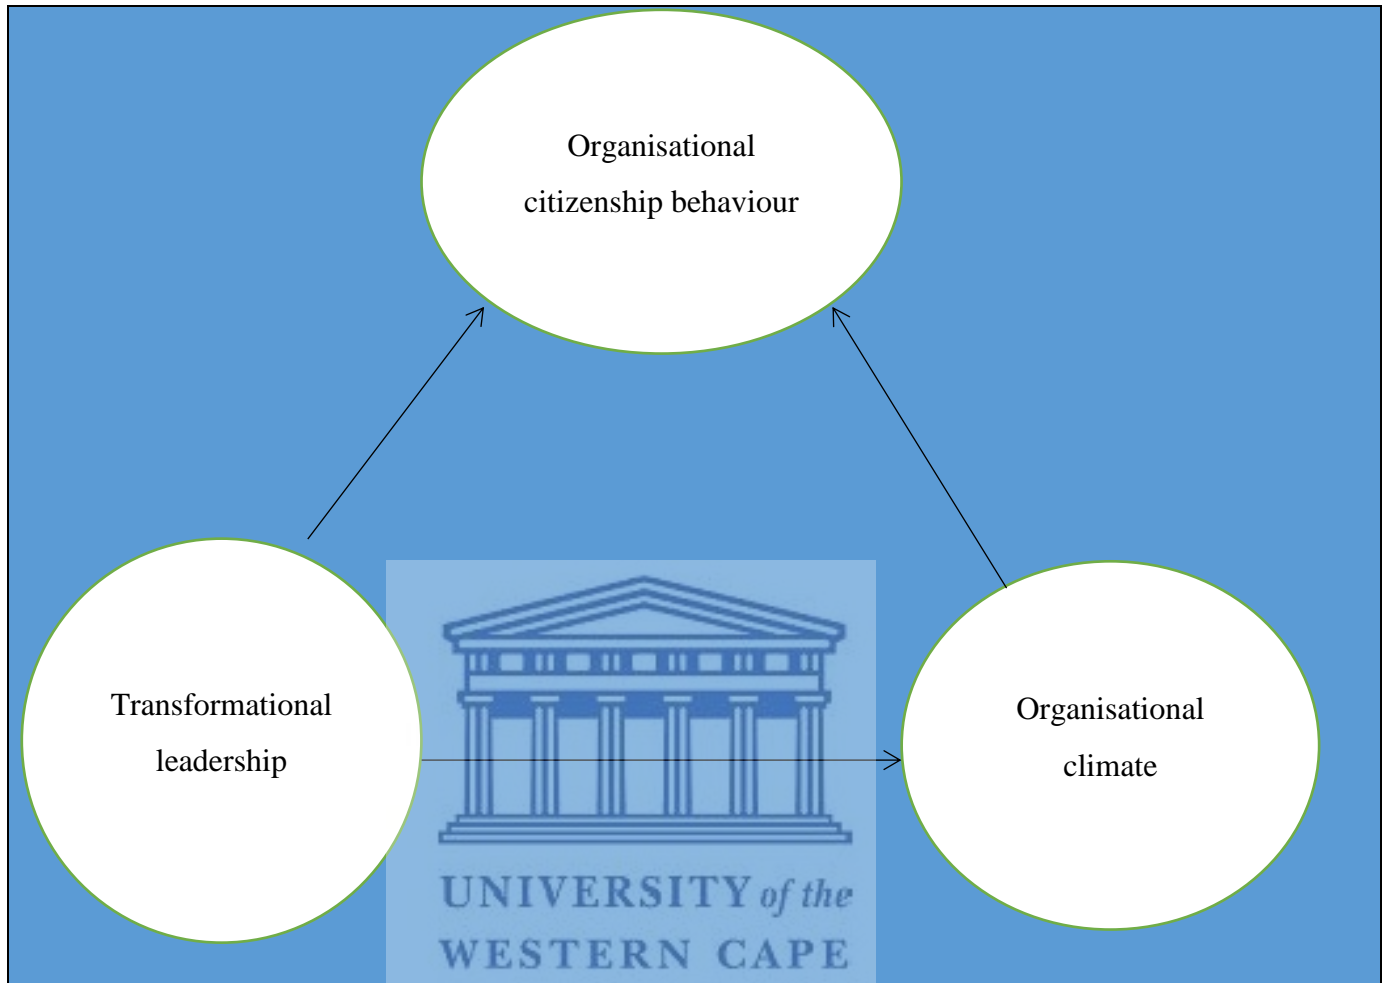 Organisational
citizenship behaviour
Transformational
leadership
Organisational
climate
UNIVERSITY of the
WESTERN CAPE